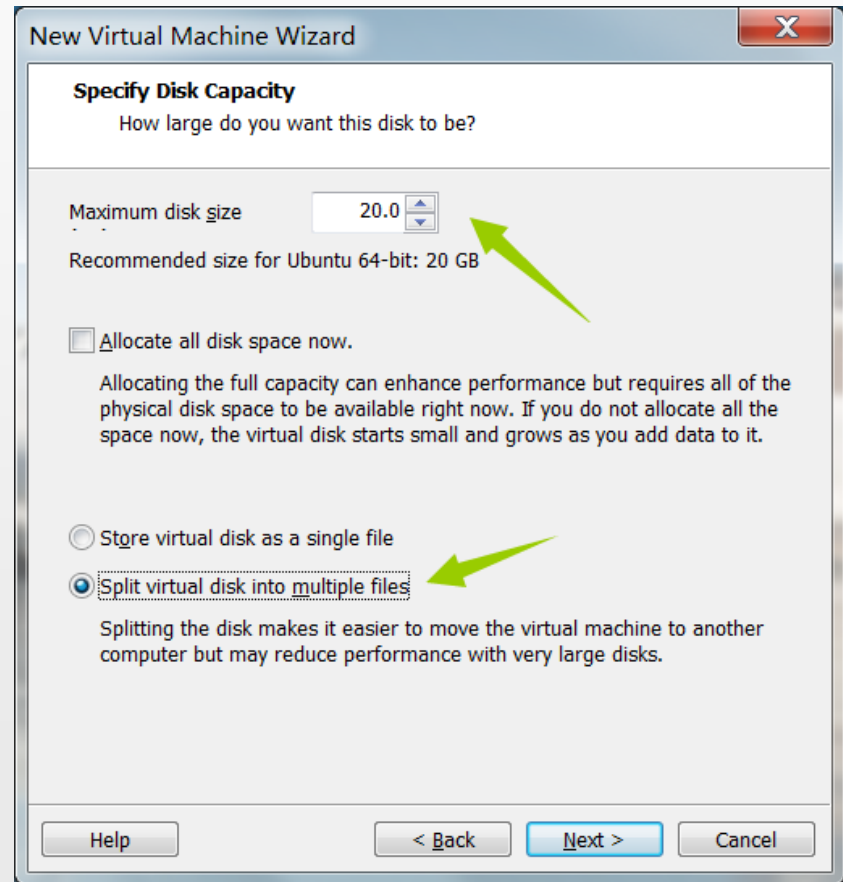 New Virtual Machine Wizard
Specify Disk Capacity
How large do you want this disk to be?
Maximum disk size 20.0
Recommended size for Ubuntu 64-bit: 20 GB
Allocate all disk space now.
Allocating the full capacity can enhance performance but requires all of the
physical disk space to be available right now. If you do not allocate all the
space now, the virtual disk starts small and grows as you add data to it.
Store virtual disk as a single file
Split virtual disk into multiple files
Splitting the disk makes it easier to move the virtual machine to another
computer but may reduce performance with very large disks.
Help < Back Next > Cancel